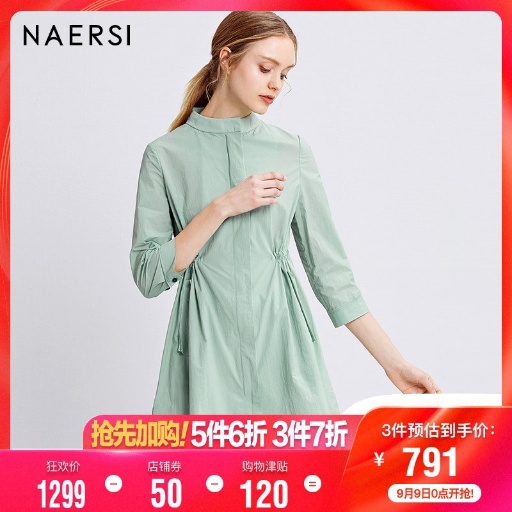 NAERSI
抢先加购! 5件6折 3件7折
3件预估到手价:
¥ 791
9月9日0点开抢!
狂欢价 店铺券 购物津贴
1299 - 50 - 120 =